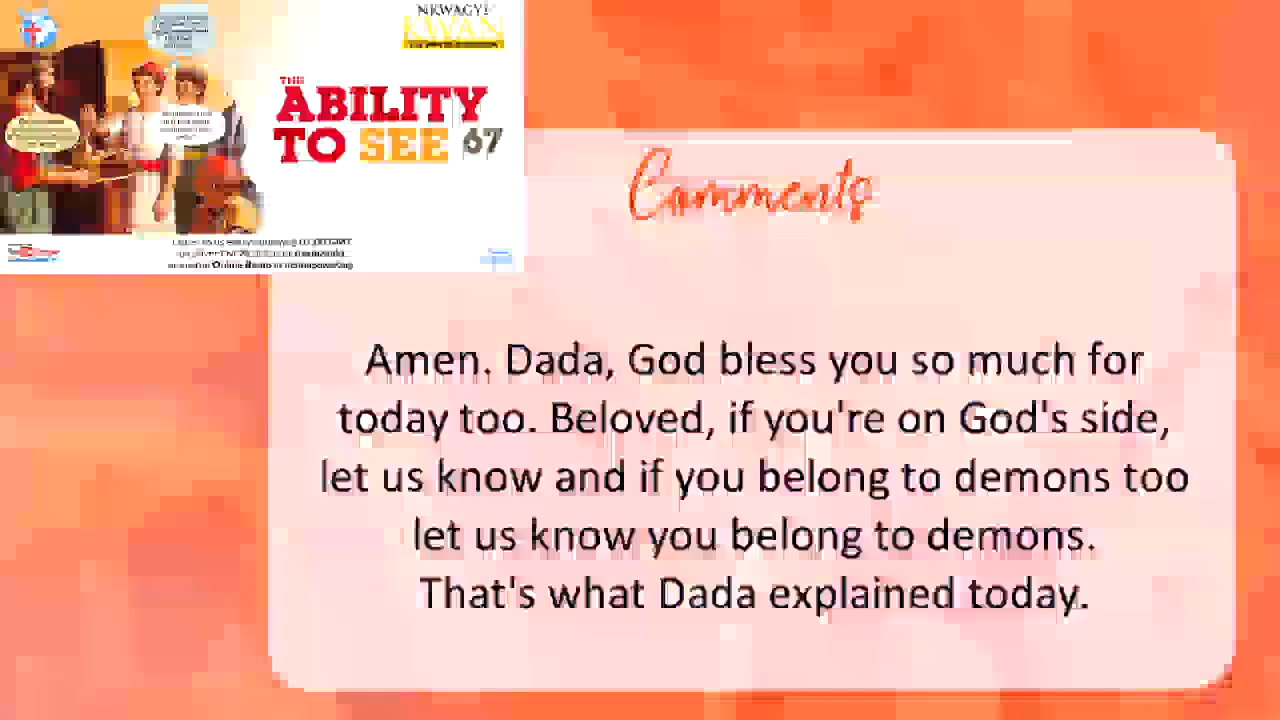 NKWAGYE
KWAN
THE
ABILITY
TO SEE 67
Comments
Amen. Dada, God bless you so much for
today too. Beloved, if you're on God's side,
let us know and if you belong to demons too
let us know you belong to demons.
That's what Dada explained today.